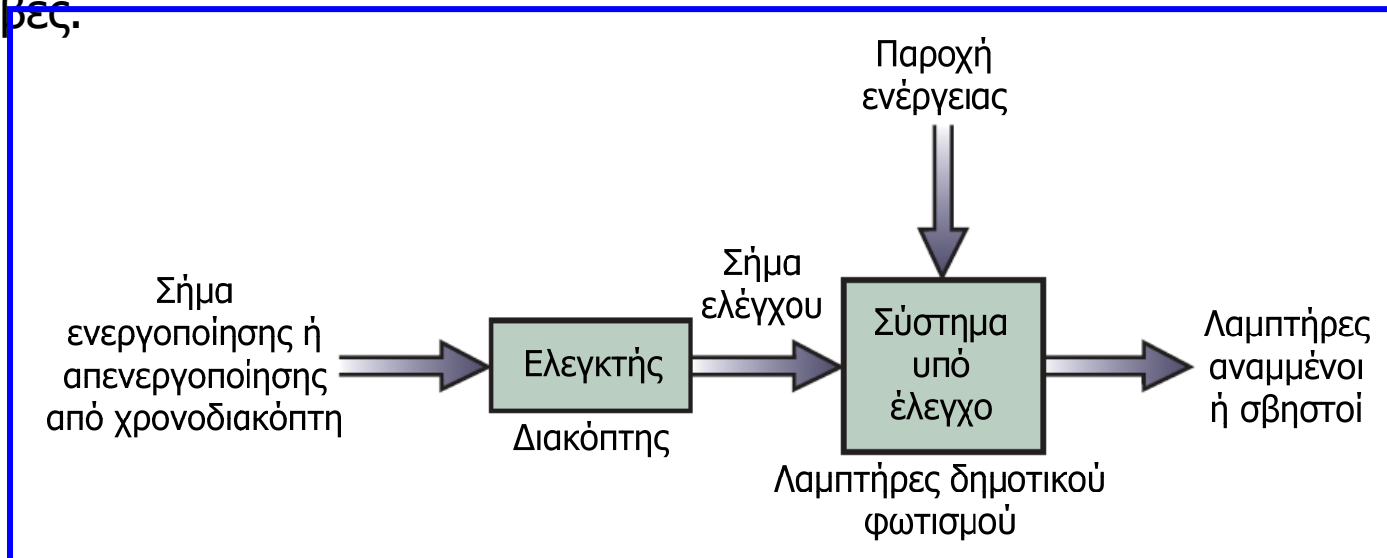 βές.
Παροχή
ενέργειας
Σήμα
ενεργοποίησης ή
απενεργοποίησης
από χρονοδιακόπτη
Ελεγκτής
Διακόπτης
Σήμα
ελέγχου
Σύστημα
υπό
έλεγχο
Λαμπτήρες δημοτικού
φωτισμού
Λαμπτήρες
αναμμένοι
ή σβηστοί